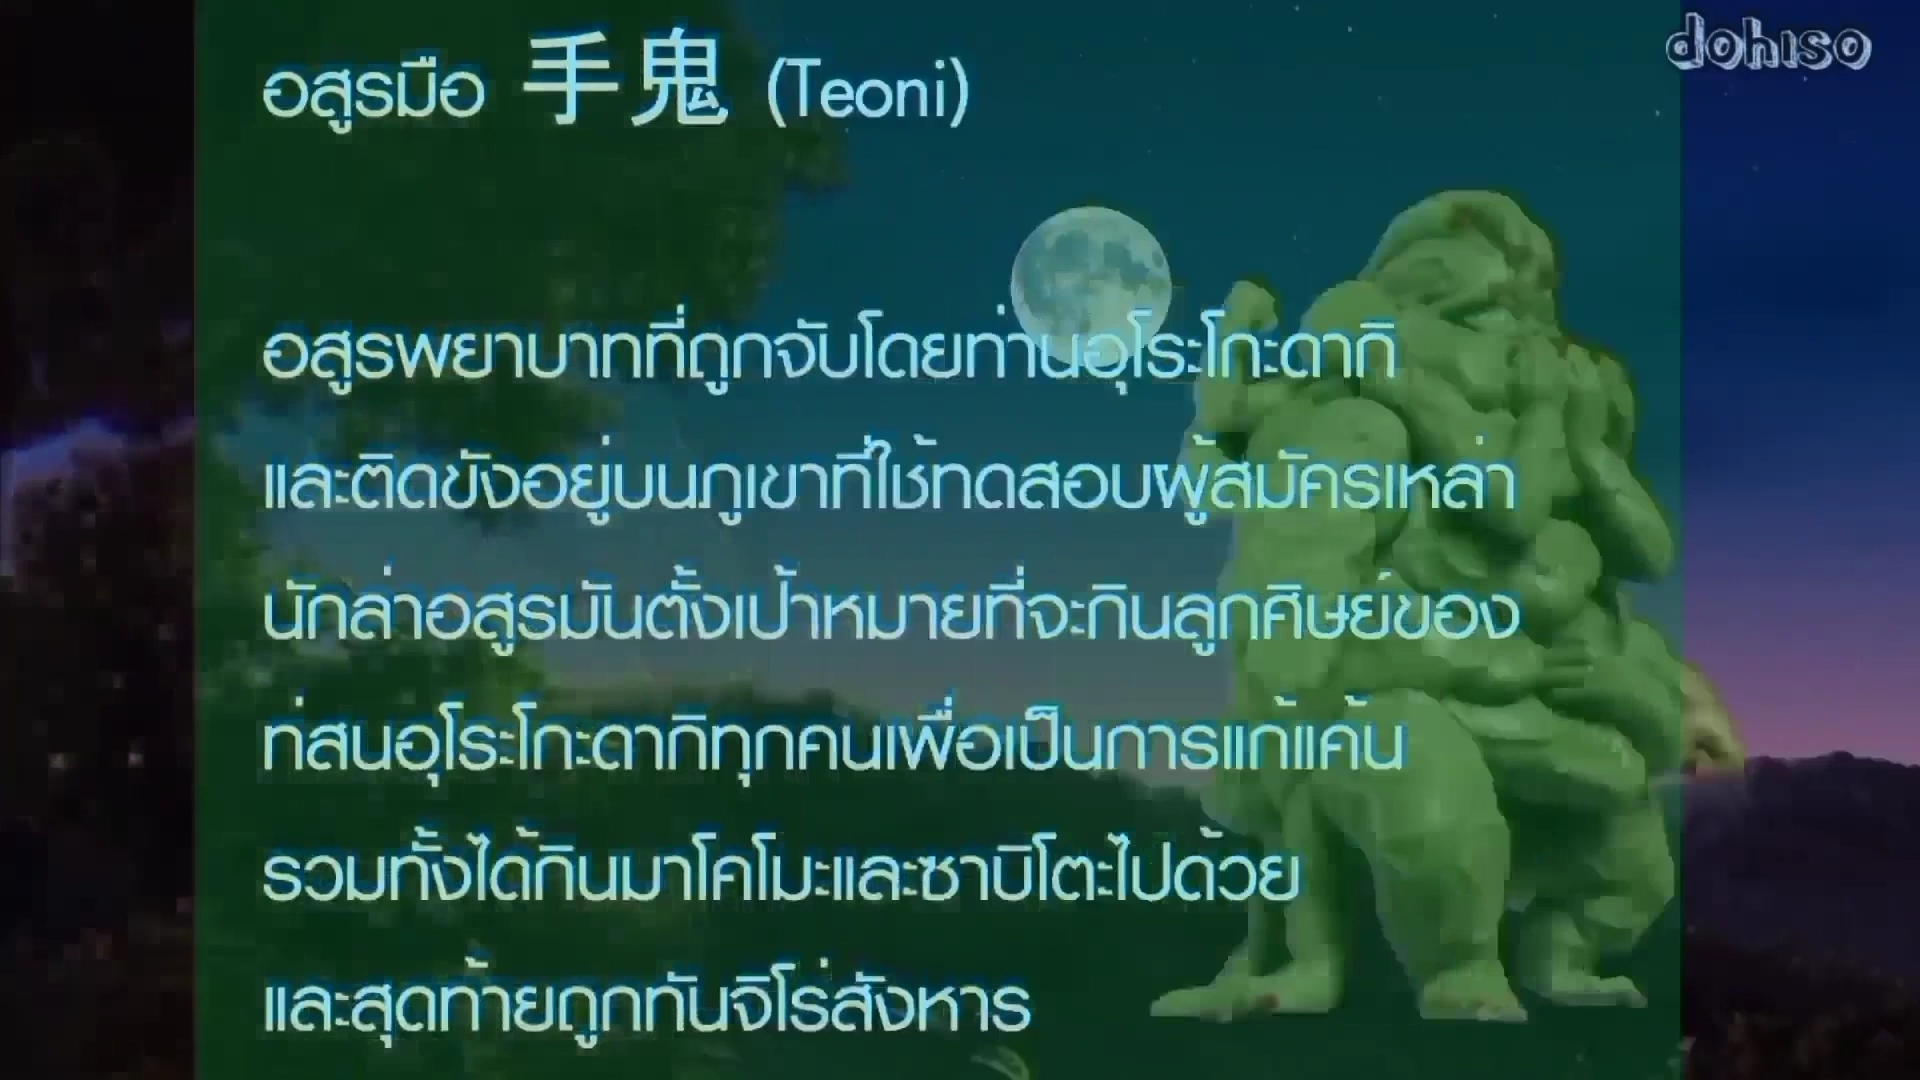 dohiso
อสูรมือ 手鬼 (Teoni)
อสูรพยาบาทที่ถูกจับโดยท่านอุโระโกะดากิ
และติดขังอยู่บนภูเขาที่ใช้ทดสอบผู้สมัครเหล่า
นักล่าอสูรมันตั้งเป้าหมายที่จะกินลูกศิษย์ของ
ท่สนอุโระโกะดากิทุกคนเพื่อเป็นการแก้แค้น
รวมทั้งได้กินมาโคโมะและซาบิโตะไปด้วย
และสุดท้ายถูกทันจิโร่สังหาร